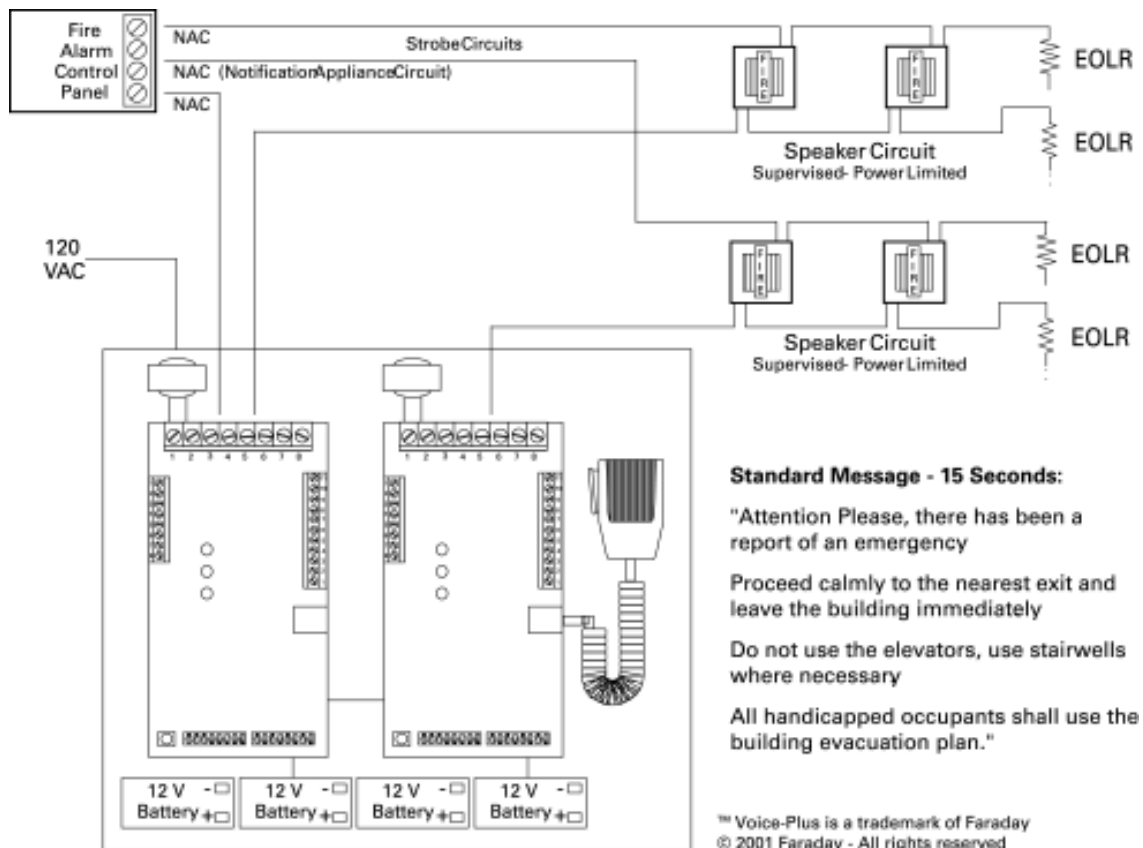 Fire
Alarm
Control
Panel
NAC
StrobeCircuits
NAC (NotificationApplianceCircuit)
NAC
FIRE
FIRE
EOLR
EOLR
Speaker Circuit
Supervised- Power Limited
120
VAC
FIRE
FIRE
EOLR
EOLR
Speaker Circuit
Supervised- Power Limited
1 2 3 4 5 6 7 8
1 2 3 4 5 6 7 8
Standard Message - 15 Seconds:
"Attention Please, there has been a
report of an emergency
Proceed calmly to the nearest exit and
leave the building immediately
Do not use the elevators, use stairwells
where necessary
All handicapped occupants shall use the
building evacuation plan."
12 V -
Battery +
12 V -
Battery +
12 V -
Battery +
12 V -
Battery +
™ Voice-Plus is a trademark of Faraday
© 2001 Faraday - All rights reserved